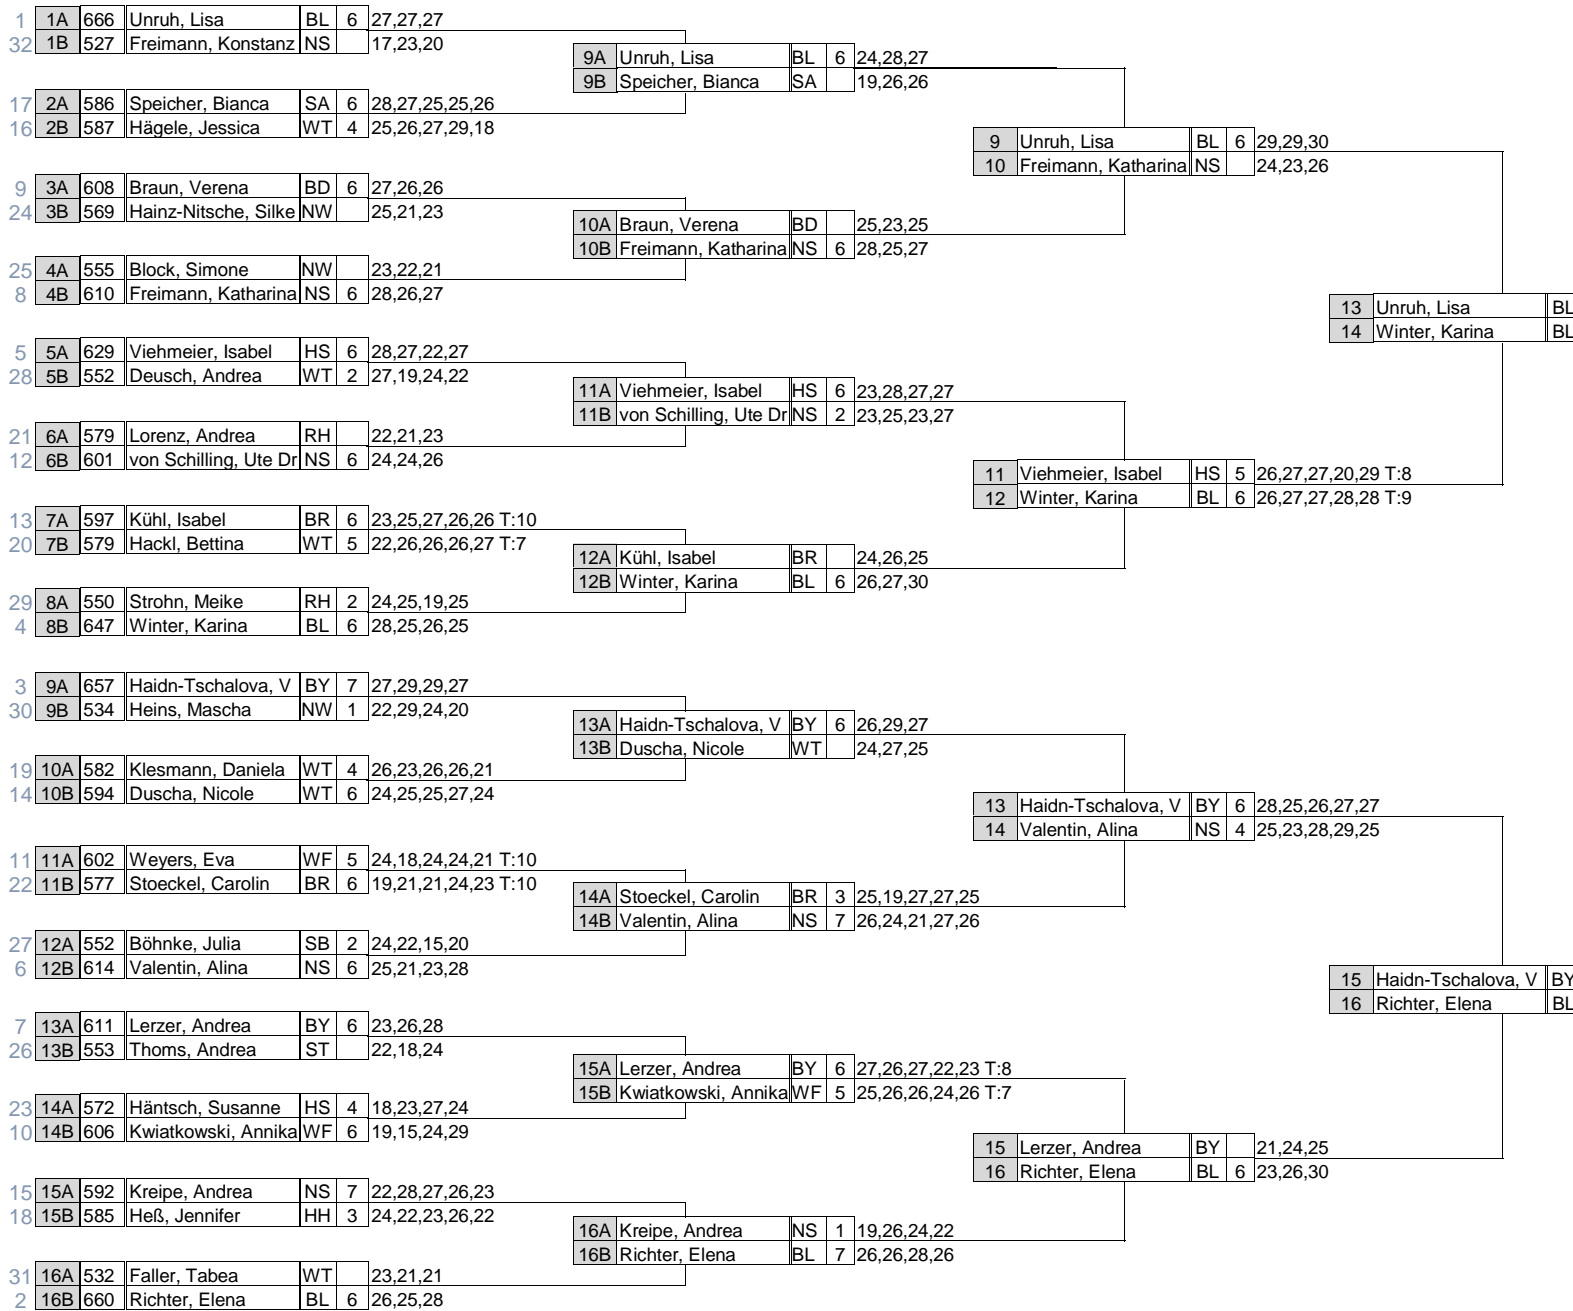 1 1A 666 Unruh, Lisa BL 6 27,27,27
32 1B 527 Freimann, Konstanz NS 17,23,20
9A Unruh, Lisa BL 6 24,28,27
9B Speicher, Bianca SA 19,26,26
17 2A 586 Speicher, Bianca SA 6 28,27,25,25,26
16 2B 587 Hägele, Jessica WT 4 25,26,27,29,18
9 Unruh, Lisa BL 6 29,29,30
10 Freimann, Katharina NS 24,23,26
9 3A 608 Braun, Verena BD 6 27,26,26
24 3B 569 Hainz-Nitsche, Silke NW 25,21,23
10A Braun, Verena BD 25,23,25
10B Freimann, Katharina NS 6 28,25,27
25 4A 555 Block, Simone NW 23,22,21
8 4B 610 Freimann, Katharina NS 6 28,26,27
13 Unruh, Lisa BL
14 Winter, Karina BL
5 5A 629 Viehmeier, Isabel HS 6 28,27,22,27
28 5B 552 Deusch, Andrea WT 2 27,19,24,22
11A Viehmeier, Isabel HS 6 23,28,27,27
11B von Schilling, Ute Dr NS 2 23,25,23,27
21 6A 579 Lorenz, Andrea RH 22,21,23
12 6B 601 von Schilling, Ute Dr NS 6 24,24,26
11 Viehmeier, Isabel HS 5 26,27,27,20,29 T:8
12 Winter, Karina BL 6 26,27,27,28,28 T:9
13 7A 597 Kühl, Isabel BR 6 23,25,27,26,26 T:10
20 7B 579 Hackl, Bettina WT 5 22,26,26,26,27 T:7
12A Kühl, Isabel BR 24,26,25
12B Winter, Karina BL 6 26,27,30
29 8A 550 Strohn, Meike RH 2 24,25,19,25
4 8B 647 Winter, Karina BL 6 28,25,26,25
3 9A 657 Haidn-Tschalova, V BY 7 27,29,29,27
30 9B 534 Heins, Mascha NW 1 22,29,24,20
13A Haidn-Tschalova, V BY 6 26,29,27
13B Duscha, Nicole WT 24,27,25
19 10A 582 Klesmann, Daniela WT 4 26,23,26,26,21
14 10B 594 Duscha, Nicole WT 6 24,25,25,27,24
13 Haidn-Tschalova, V BY 6 28,25,26,27,27
14 Valentin, Alina NS 4 25,23,28,29,25
11 11A 602 Weyers, Eva WF 5 24,18,24,24,21 T:10
22 11B 577 Stoeckel, Carolin BR 6 19,21,21,24,23 T:10
14A Stoeckel, Carolin BR 3 25,19,27,27,25
14B Valentin, Alina NS 7 26,24,21,27,26
27 12A 552 Böhnke, Julia SB 2 24,22,15,20
6 12B 614 Valentin, Alina NS 6 25,21,23,28
15 Haidn-Tschalova, V BY
16 Richter, Elena BL
7 13A 611 Lerzer, Andrea BY 6 23,26,28
26 13B 553 Thoms, Andrea ST 22,18,24
15A Lerzer, Andrea BY 6 27,26,27,22,23 T:8
15B Kwiatkowski, Annika WF 5 25,26,26,24,26 T:7
23 14A 572 Häntsch, Susanne HS 4 18,23,27,24
10 14B 606 Kwiatkowski, Annika WF 6 19,15,24,29
15 Lerzer, Andrea BY 21,24,25
16 Richter, Elena BL 6 23,26,30
15 15A 592 Kreipe, Andrea NS 7 22,28,27,26,23
18 15B 585 Heß, Jennifer HH 3 24,22,23,26,22
16A Kreipe, Andrea NS 1 19,26,24,22
16B Richter, Elena BL 7 26,26,28,26
31 16A 532 Faller, Tabea WT 23,21,21
2 16B 660 Richter, Elena BL 6 26,25,28